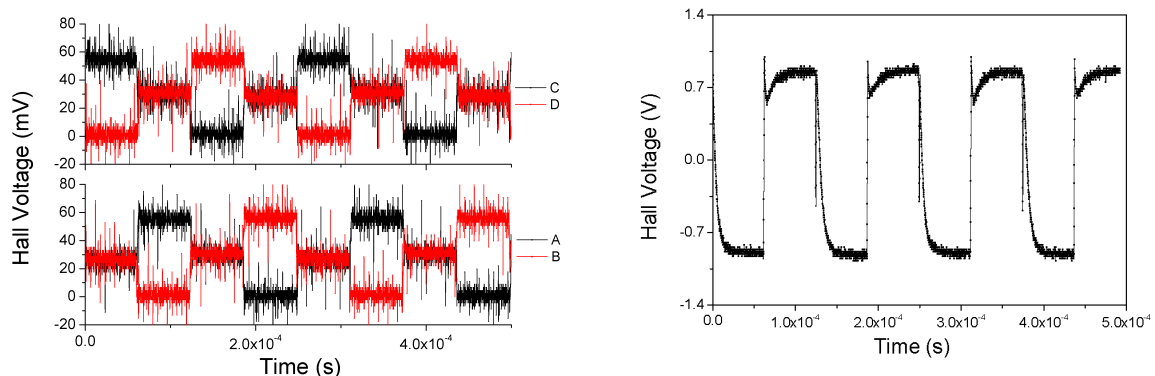 Hall Voltage (mV)
80
60
40
20
0
-20
C
D
80
60
40
20
0
-20
A
B
0.0
2.0x10⁻⁴
4.0x10⁻⁴
Time (s)
Hall Voltage (V)
1.4
0.7
0.0
-0.7
-1.4
0.0
1.0x10⁻⁴
2.0x10⁻⁴
3.0x10⁻⁴
4.0x10⁻⁴
5.0x10⁻⁴
Time (s)